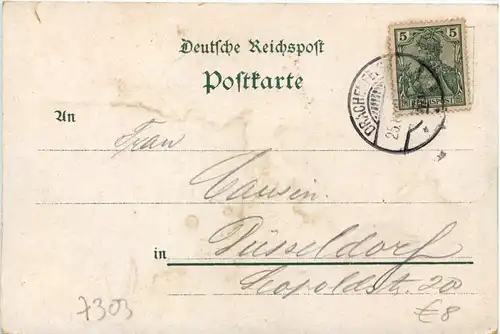 Deutsche Reichspost
Postkarte
5 5
REICHSPOST
An
Frau
in Düsseldorf
Leopoldstr. 20
7303
€8